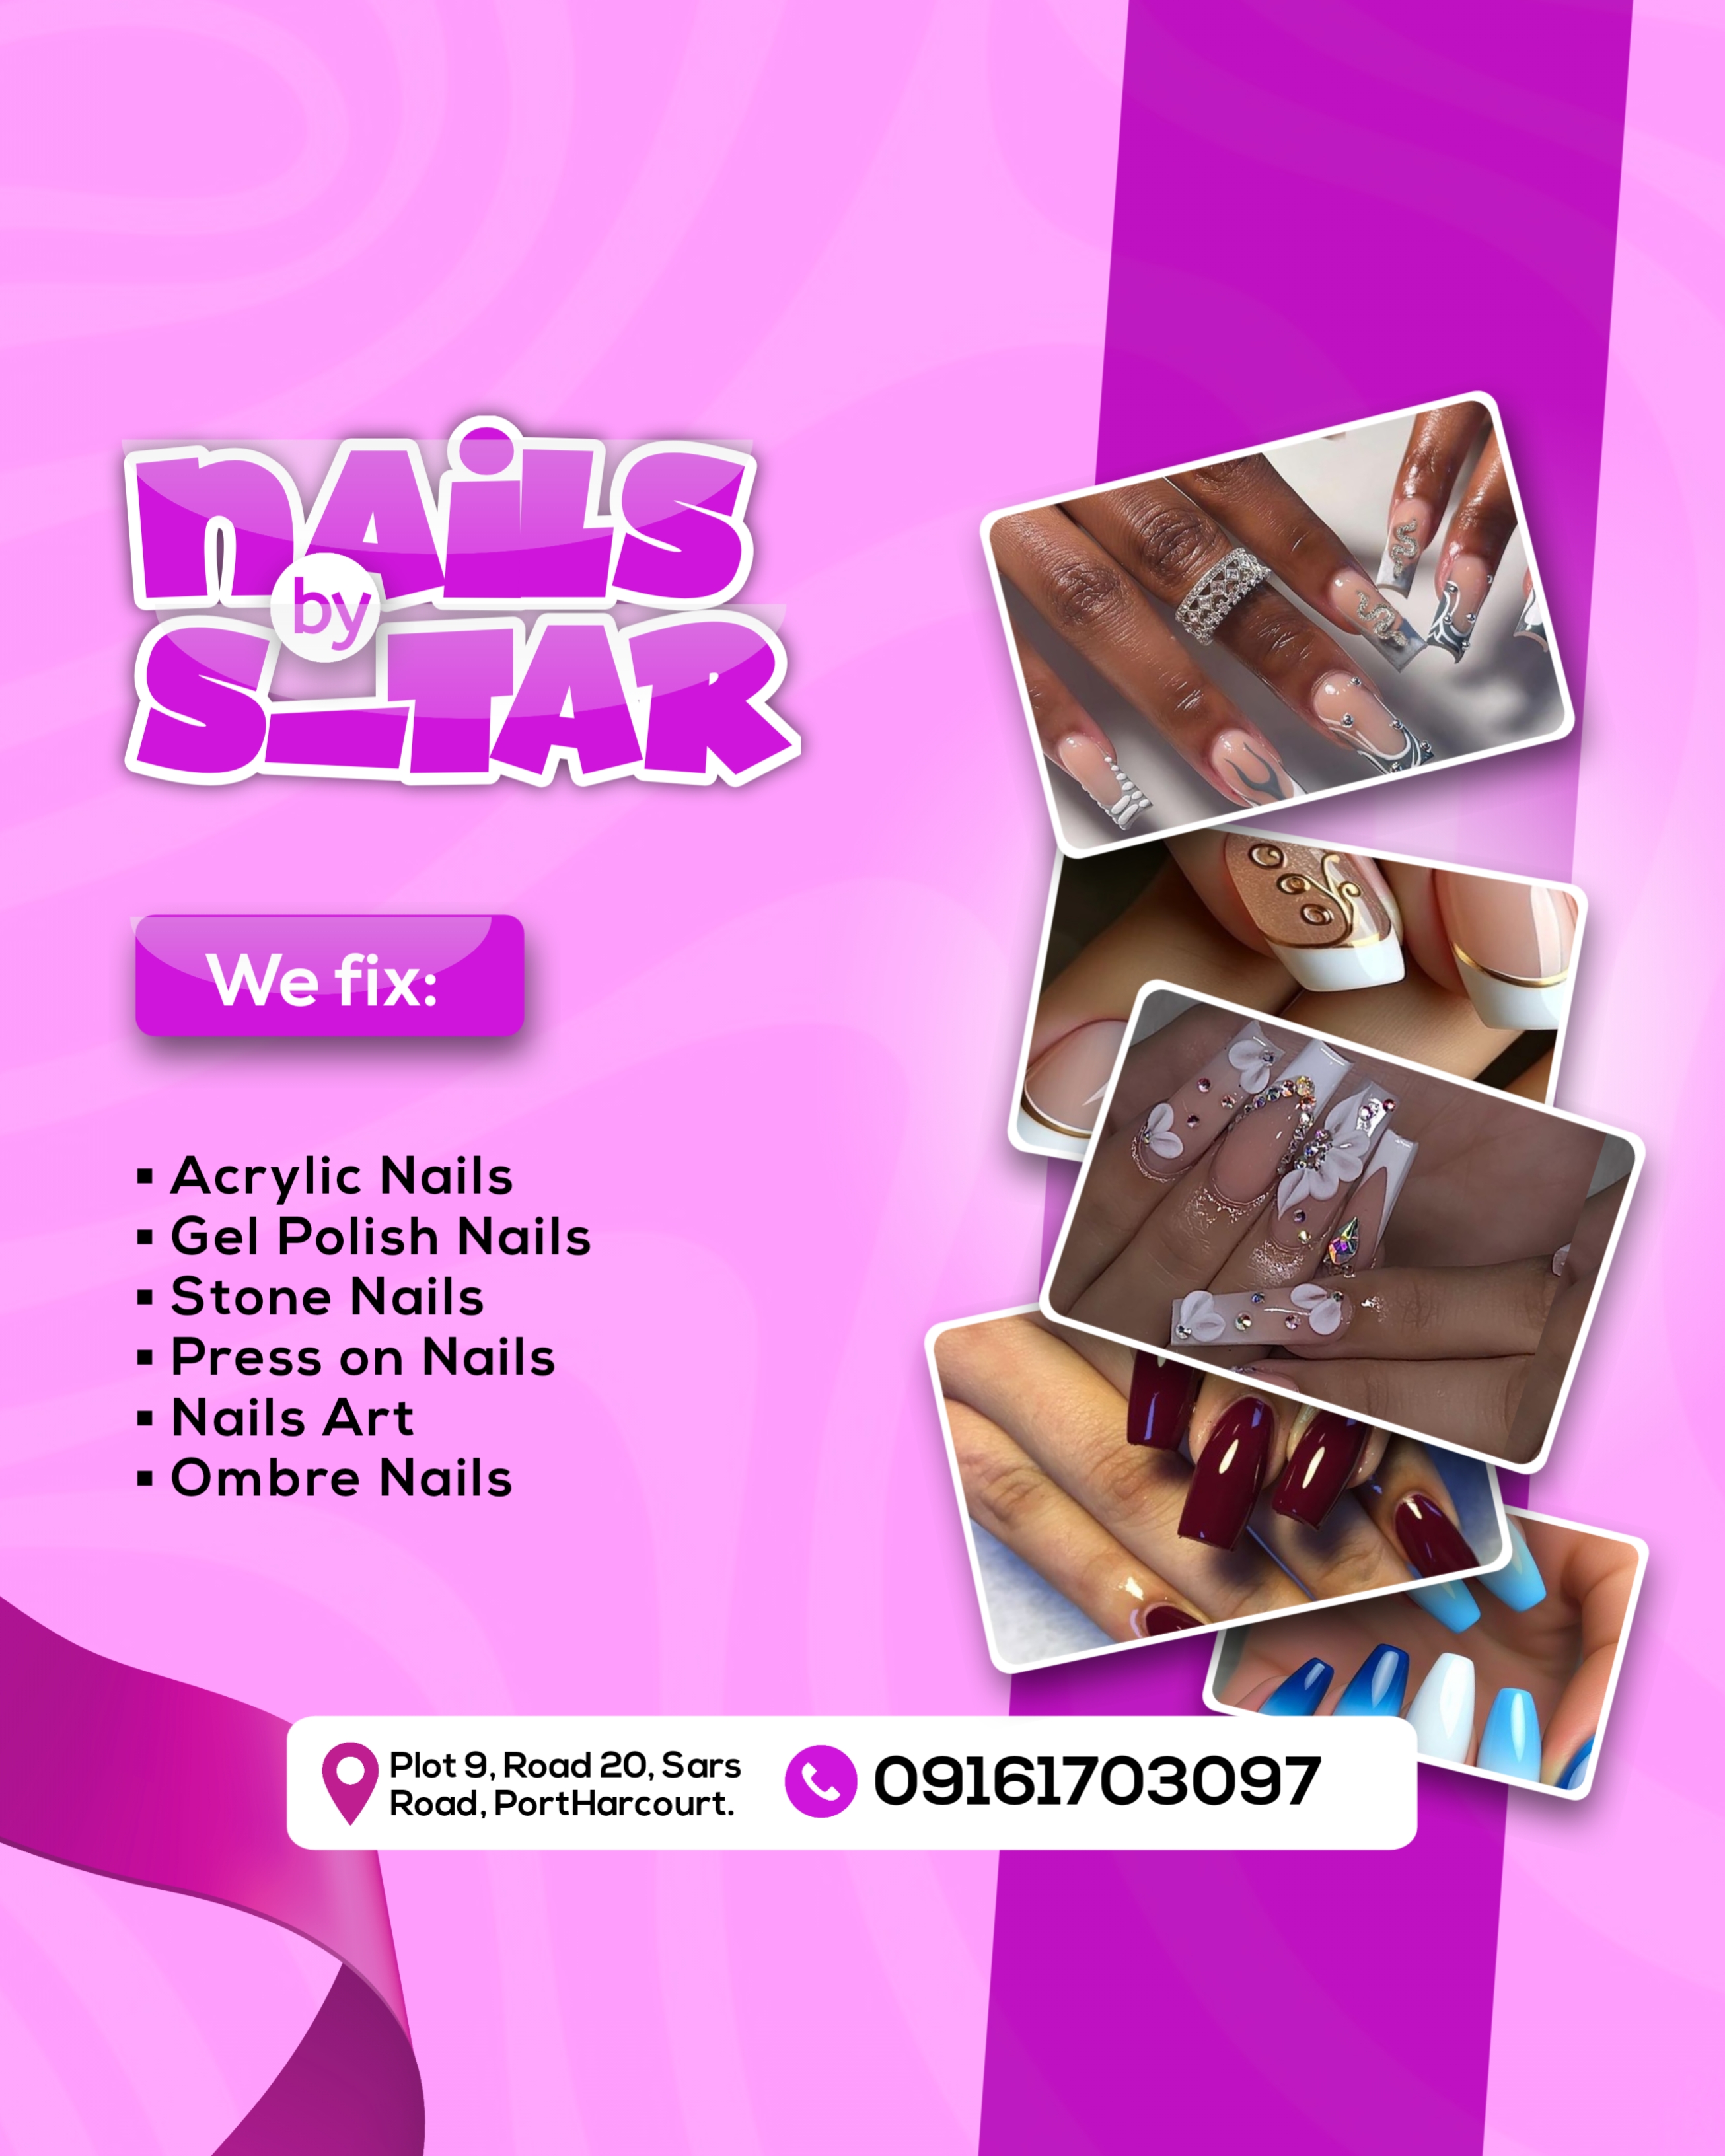 nAiLS
by
S_TAR
We fix:
▪ Acrylic Nails
▪ Gel Polish Nails
▪ Stone Nails
▪ Press on Nails
▪ Nails Art
▪ Ombre Nails
Plot 9, Road 20, Sars
Road, PortHarcourt.
09161703097